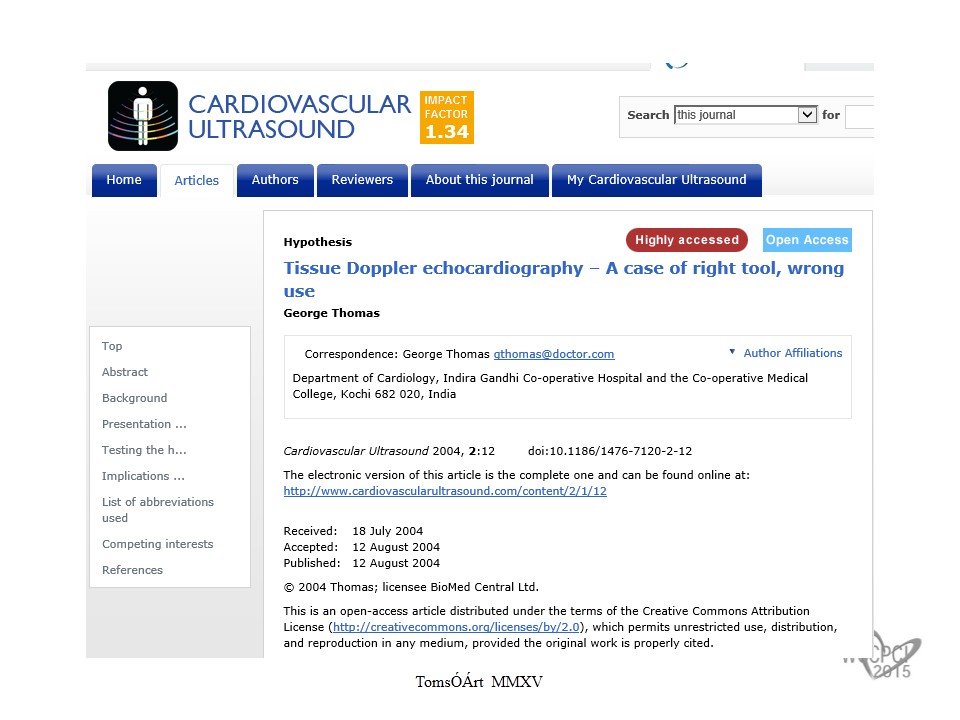 CARDIOVASCULAR
ULTRASOUND
IMPACT
FACTOR
1.34
Search this journal for
Home Articles Authors Reviewers About this journal My Cardiovascular Ultrasound
Highly accessed Open Access
Hypothesis
Tissue Doppler echocardiography – A case of right tool, wrong
use
George Thomas
Correspondence: George Thomas gthomas@doctor.com Author Affiliations
Department of Cardiology, Indira Gandhi Co-operative Hospital and the Co-operative Medical
College, Kochi 682 020, India
Top
Abstract
Background
Presentation ...
Testing the h...
Implications ...
List of abbreviations
used
Competing interests
References
Cardiovascular Ultrasound 2004, 2:12 doi:10.1186/1476-7120-2-12
The electronic version of this article is the complete one and can be found online at:
http://www.cardiovascularultrasound.com/content/2/1/12
Received: 18 July 2004
Accepted: 12 August 2004
Published: 12 August 2004
© 2004 Thomas; licensee BioMed Central Ltd.
This is an open-access article distributed under the terms of the Creative Commons Attribution
License (http://creativecommons.org/licenses/by/2.0), which permits unrestricted use, distribution,
and reproduction in any medium, provided the original work is properly cited.
2015
TomsÓÁrt MMXV